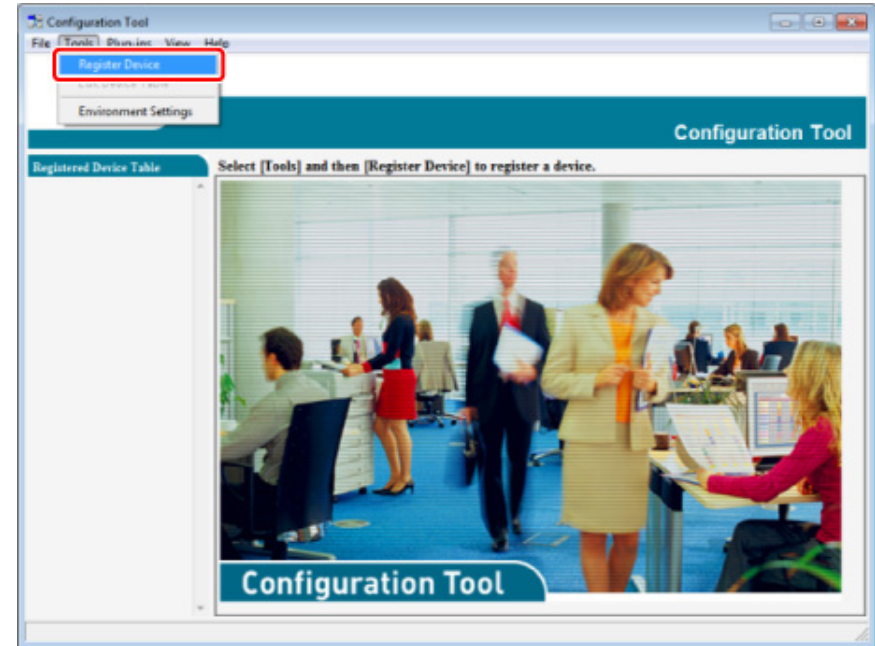 Configuration Tool
File Tools Plug-ins View Help
Register Device
Environment Settings
Configuration Tool
Registered Device Table
Select [Tools] and then [Register Device] to register a device.
Configuration Tool